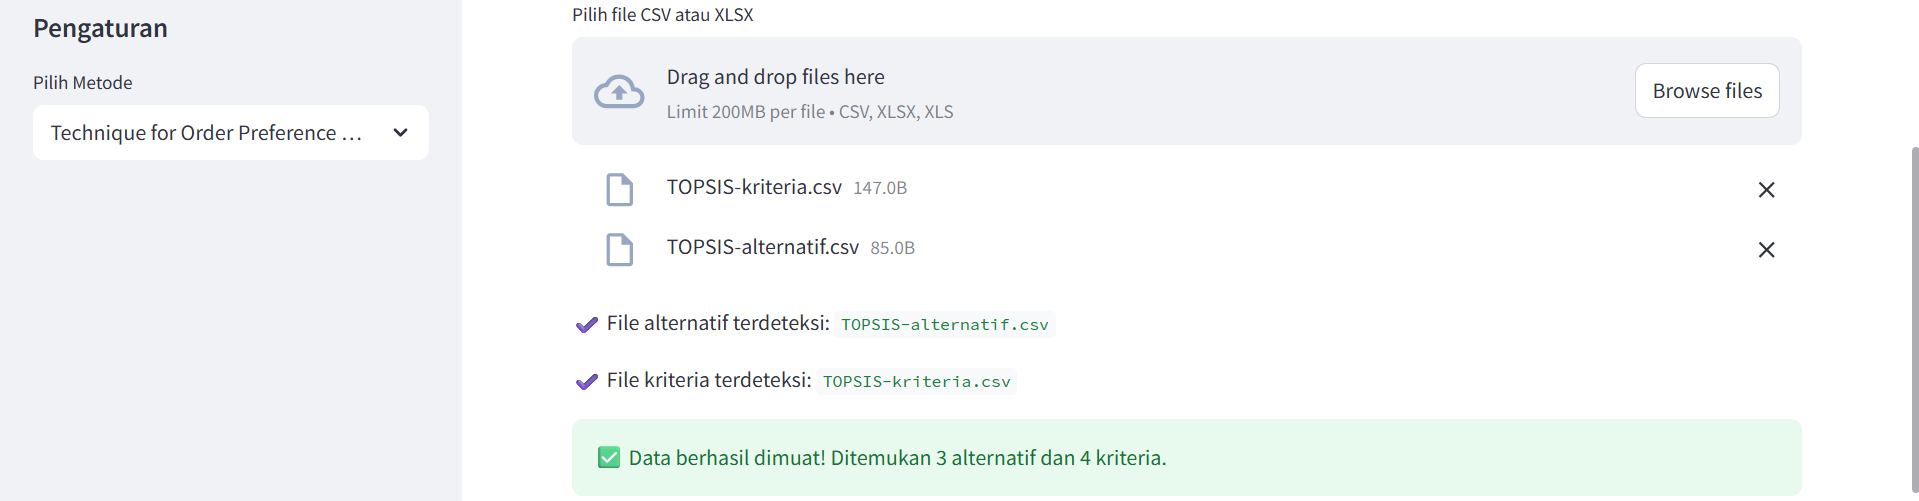 Pengaturan
Pilih Metode
Technique for Order Preference ...
Pilih file CSV atau XLSX
Drag and drop files here
Limit 200MB per file • CSV, XLSX, XLS
Browse files
TOPSIS-kriteria.csv 147.0B
TOPSIS-alternatif.csv 85.0B
File alternatif terdeteksi: TOPSIS-alternatif.csv
File kriteria terdeteksi: TOPSIS-kriteria.csv
Data berhasil dimuat! Ditemukan 3 alternatif dan 4 kriteria.